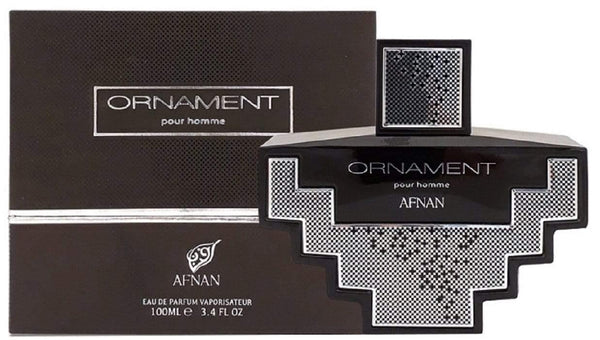 ORNAMENT
pour homme
AFNAN
EAU DE PARFUM VAPORISATEUR
100ML ℮ 3.4 FL OZ
ORNAMENT
pour homme
AFNAN